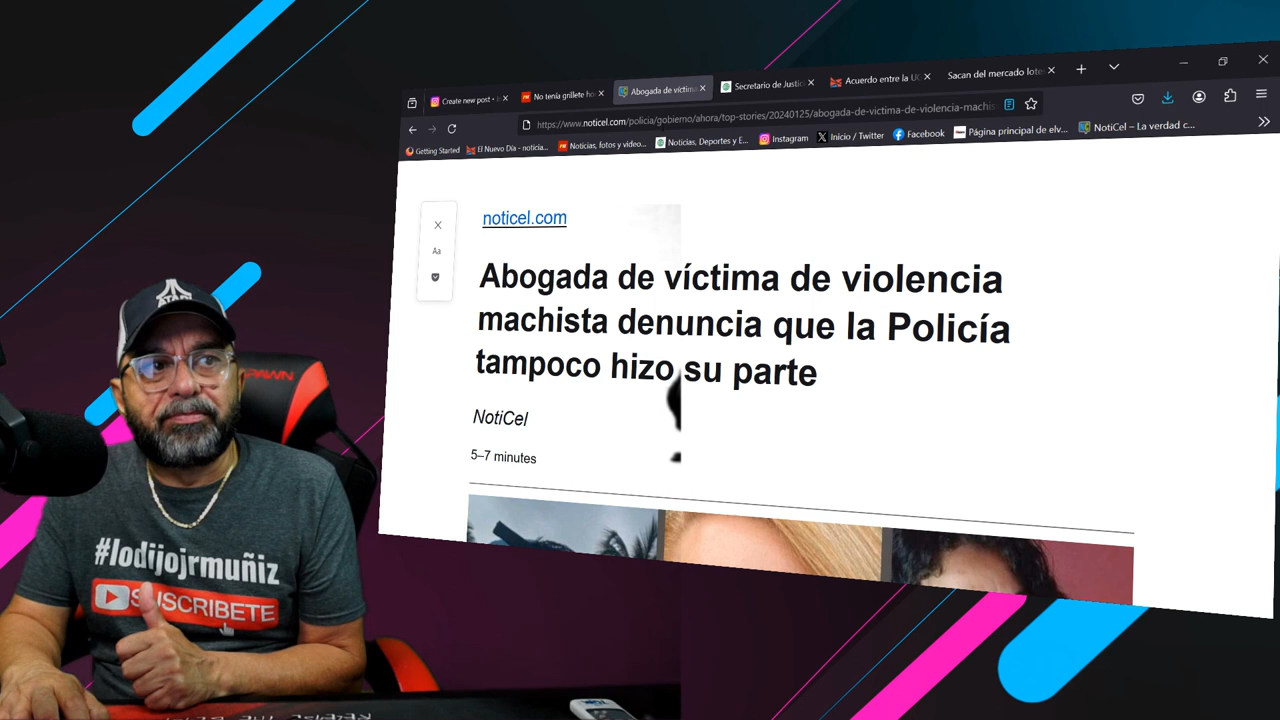 Create new post • I
No tenía grillete ho
Abogada de víctima
Secretario de Justic
Acuerdo entre la U
Sacan del mercado lote
https://www.noticel.com/policia/gobierno/ahora/top-stories/20240125/abogada-de-victima-de-violencia-machis
Getting Started
El Nuevo Día - noticia...
Noticias, fotos y video...
Noticias, Deportes y E...
Instagram
Inicio / Twitter
Facebook
Página principal de elv...
NotiCel – La verdad c...
Aa
noticel.com
Abogada de víctima de violencia
machista denuncia que la Policía
tampoco hizo su parte
NotiCel
5–7 minutes
ATARI
#lodijojrmuñiz
SUSCRIBETE